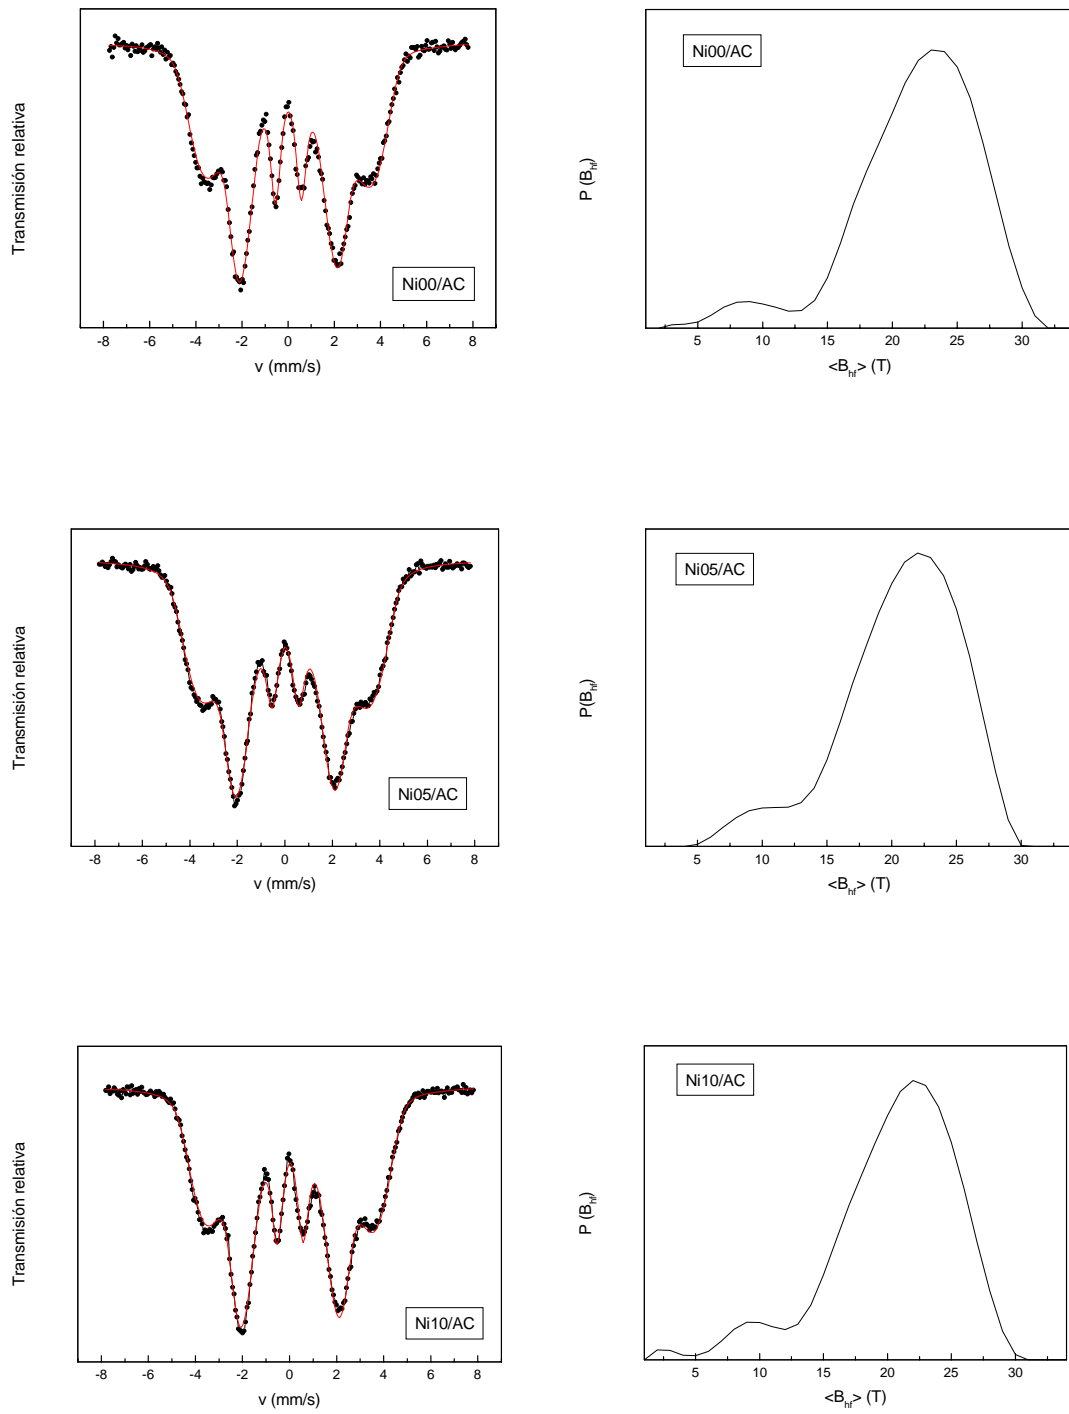 Transmisión relativa
Ni00/AC
-8 -6 -4 -2 0 2 4 6 8
v (mm/s)
P (B_hf)
Ni00/AC
5 10 15 20 25 30
<B_hf> (T)
Transmisión relativa
Ni05/AC
-8 -6 -4 -2 0 2 4 6 8
v (mm/s)
P(B_hf)
Ni05/AC
5 10 15 20 25 30
<B_hf> (T)
Transmisión relativa
Ni10/AC
-8 -6 -4 -2 0 2 4 6 8
v (mm/s)
P (B_hf)
Ni10/AC
5 10 15 20 25 30
<B_hf> (T)